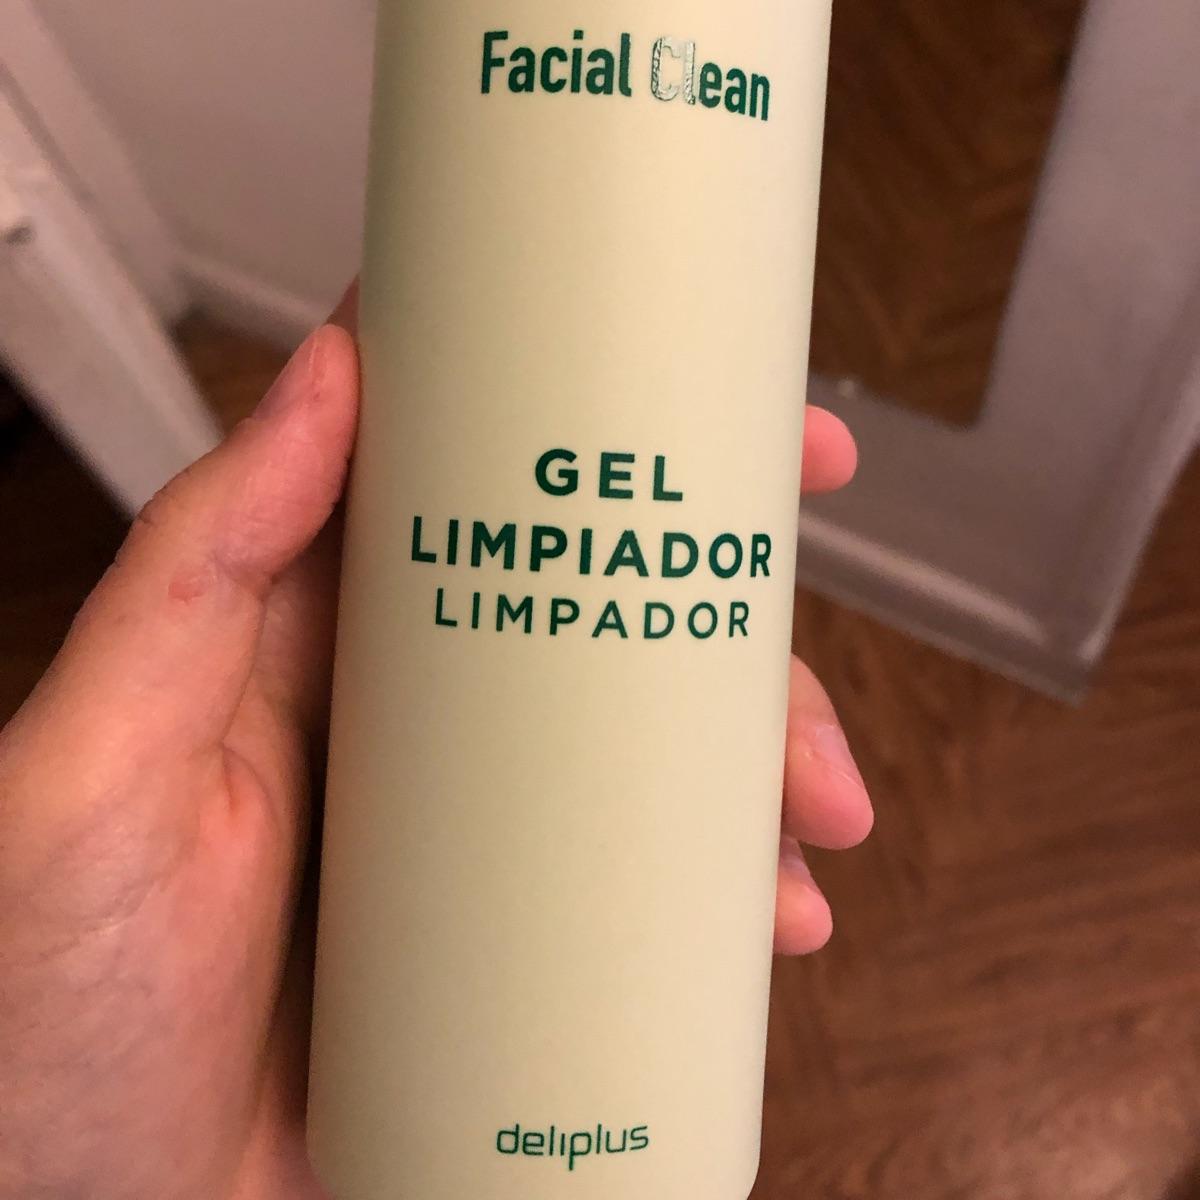 Facial Clean
GEL
LIMPIADOR
LIMPADOR
deliplus